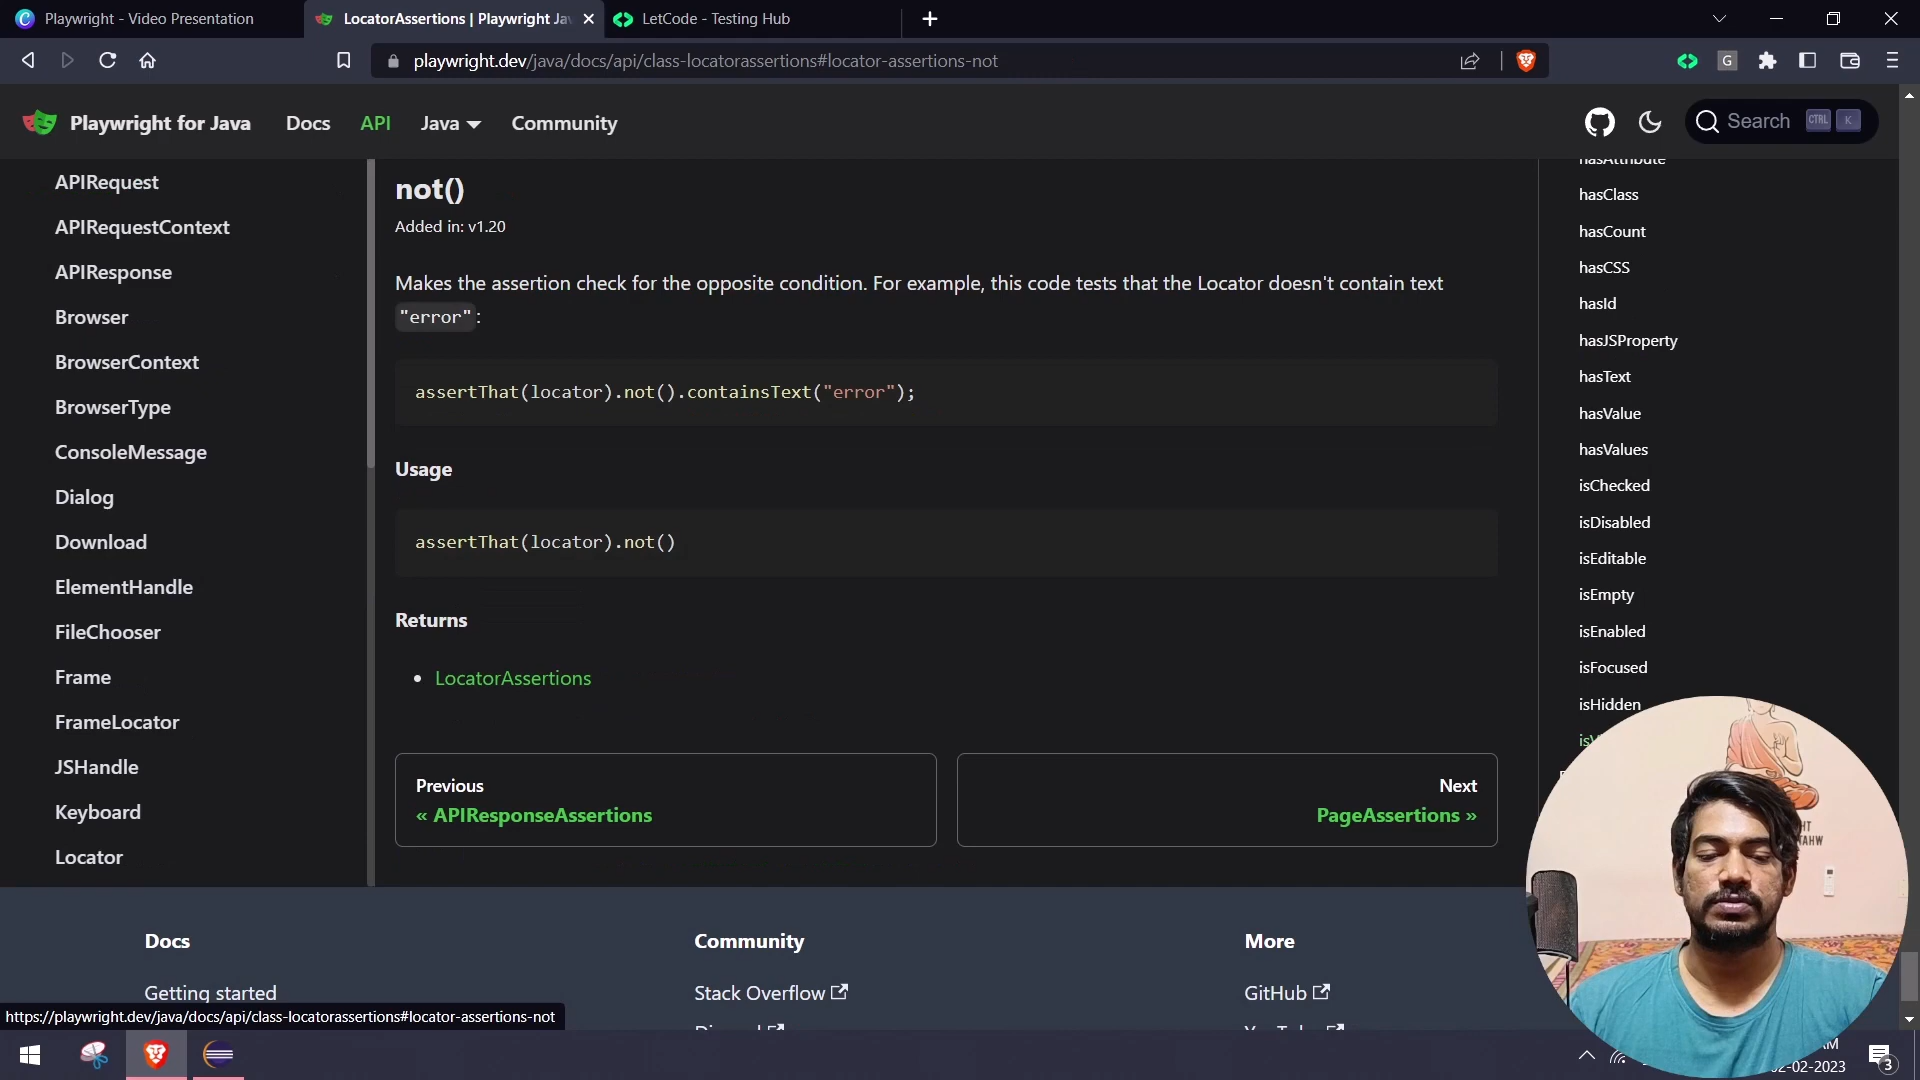 Playwright - Video Presentation
LocatorAssertions | Playwright Ja
LetCode - Testing Hub
playwright.dev/java/docs/api/class-locatorassertions#locator-assertions-not
Playwright for Java
Docs
API
Java
Community
Search
CTRL
K
APIRequest
APIRequestContext
APIResponse
Browser
BrowserContext
BrowserType
ConsoleMessage
Dialog
Download
ElementHandle
FileChooser
Frame
FrameLocator
JSHandle
Keyboard
Locator
not()
Added in: v1.20
Makes the assertion check for the opposite condition. For example, this code tests that the Locator doesn't contain text
"error":
assertThat(locator).not().containsText("error");
Usage
assertThat(locator).not()
Returns
LocatorAssertions
Previous
« APIResponseAssertions
Next
PageAssertions »
hasAttribute
hasClass
hasCount
hasCSS
hasId
hasJSProperty
hasText
hasValue
hasValues
isChecked
isDisabled
isEditable
isEmpty
isEnabled
isFocused
isHidden
Docs
Community
More
Getting started
Stack Overflow
GitHub
https://playwright.dev/java/docs/api/class-locatorassertions#locator-assertions-not
AM
02-02-2023
3